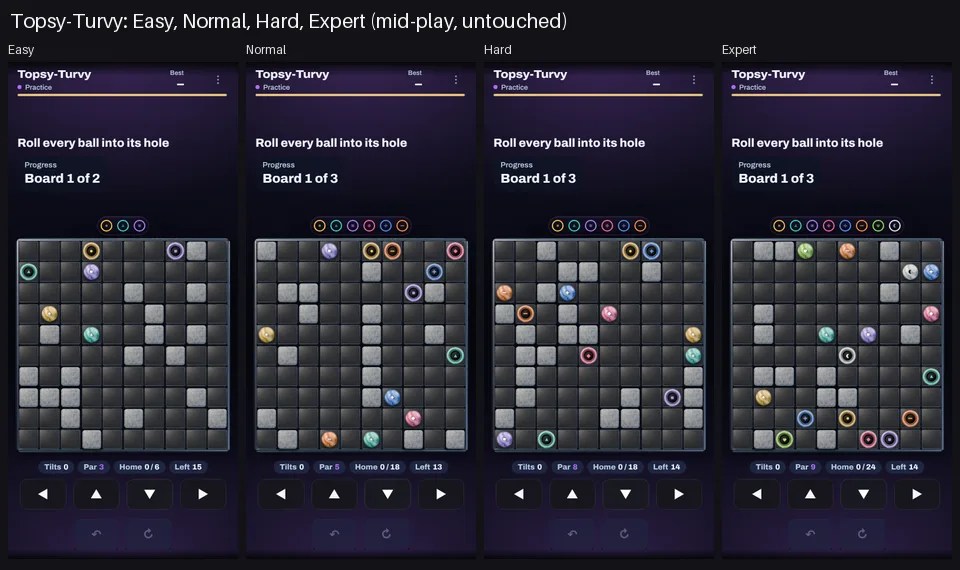 Topsy-Turvy: Easy, Normal, Hard, Expert (mid-play, untouched)
Easy
Topsy-Turvy
Best
Practice
–
Roll every ball into its hole
Progress
Board 1 of 2
Tilts 0
Par 3
Home 0/6
Left 15
Normal
Topsy-Turvy
Best
Practice
–
Roll every ball into its hole
Progress
Board 1 of 3
Tilts 0
Par 5
Home 0/18
Left 13
Hard
Topsy-Turvy
Best
Practice
–
Roll every ball into its hole
Progress
Board 1 of 3
Tilts 0
Par 8
Home 0/18
Left 14
Expert
Topsy-Turvy
Best
Practice
–
Roll every ball into its hole
Progress
Board 1 of 3
Tilts 0
Par 9
Home 0/24
Left 14